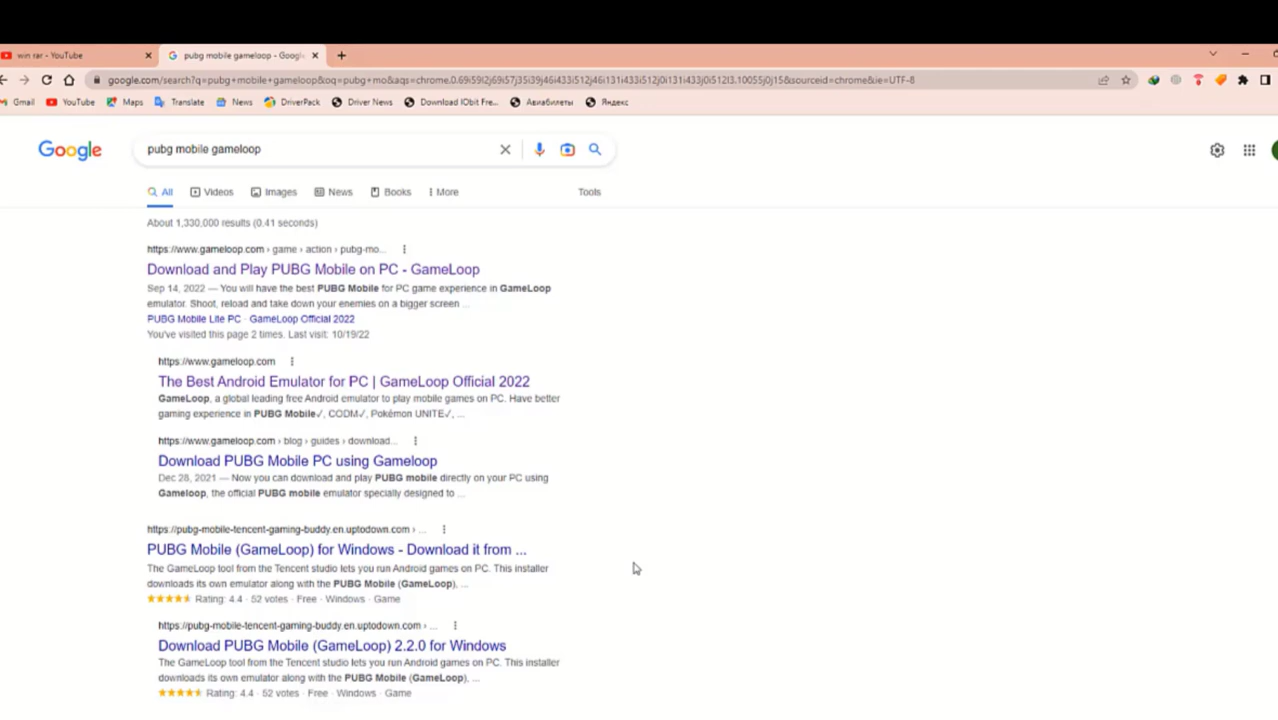 win rar - YouTube
pubg mobile gameloop - Google
google.com/search?q=pubg+mobile+gameloop&oq=pubg+mo&aqs=chrome.0.69i59l2j69i57j35i39j46i433i512j46i131i433i512j0i131i433j0i512l3.10055j0j15&sourceid=chrome&ie=UTF-8
Gmail YouTube Maps Translate News DriverPack Driver News Download IObit Fre... Авиабилеты Яндекс
Google
pubg mobile gameloop
All Videos Images News Books More Tools
About 1,330,000 results (0.41 seconds)
https://www.gameloop.com › game › action › pubg-mo...
Download and Play PUBG Mobile on PC - GameLoop
Sep 14, 2022 — You will have the best PUBG Mobile for PC game experience in GameLoop
emulator. Shoot, reload and take down your enemies on a bigger screen ...
PUBG Mobile Lite PC · GameLoop Official 2022
You've visited this page 2 times. Last visit: 10/19/22
https://www.gameloop.com
The Best Android Emulator for PC | GameLoop Official 2022
GameLoop, a global leading free Android emulator to play mobile games on PC. Have better
gaming experience in PUBG Mobile✓, CODM✓, Pokémon UNITE✓, ...
https://www.gameloop.com › blog › guides › download...
Download PUBG Mobile PC using Gameloop
Dec 28, 2021 — Now you can download and play PUBG mobile directly on your PC using
Gameloop, the official PUBG mobile emulator specially designed to ...
https://pubg-mobile-tencent-gaming-buddy.en.uptodown.com › ...
PUBG Mobile (GameLoop) for Windows - Download it from ...
The GameLoop tool from the Tencent studio lets you run Android games on PC. This installer
downloads its own emulator along with the PUBG Mobile (GameLoop), ...
Rating: 4.4 · 52 votes · Free · Windows · Game
https://pubg-mobile-tencent-gaming-buddy.en.uptodown.com › ...
Download PUBG Mobile (GameLoop) 2.2.0 for Windows
The GameLoop tool from the Tencent studio lets you run Android games on PC. This installer
downloads its own emulator along with the PUBG Mobile (GameLoop), ...
Rating: 4.4 · 52 votes · Free · Windows · Game